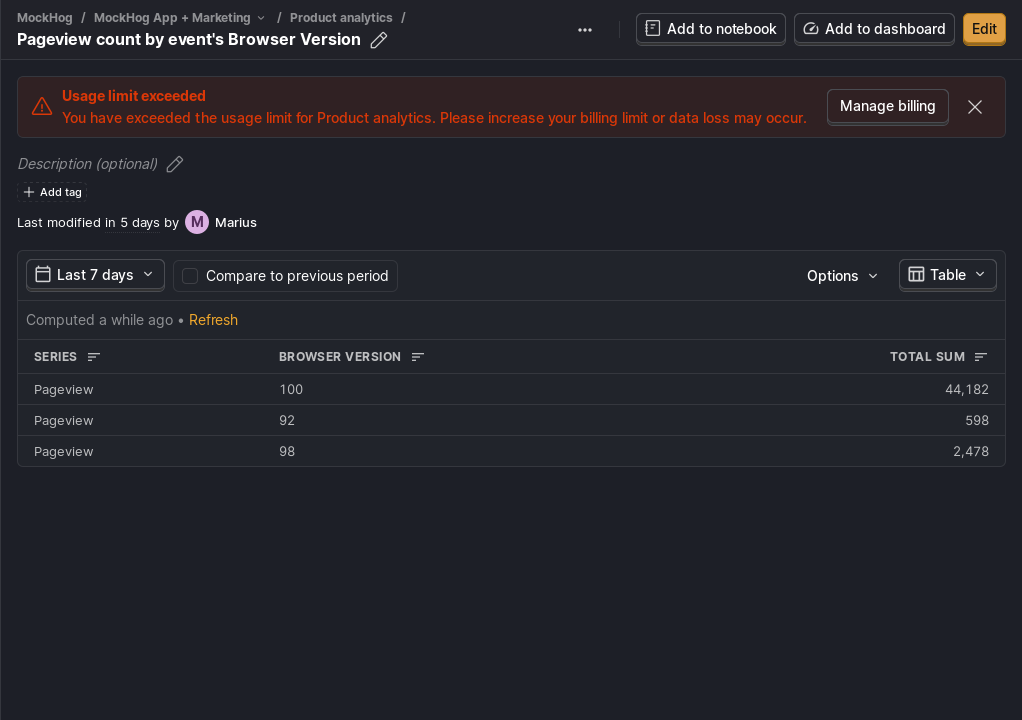 MockHog / MockHog App + Marketing / Product analytics /
Pageview count by event's Browser Version
Add to notebook
Add to dashboard
Edit
Usage limit exceeded
You have exceeded the usage limit for Product analytics. Please increase your billing limit or data loss may occur.
Manage billing
Description (optional)
Add tag
Last modified in 5 days by M Marius
Last 7 days
Compare to previous period
Options
Table
Computed a while ago • Refresh
SERIES BROWSER VERSION TOTAL SUM
Pageview 100 44,182
Pageview 92 598
Pageview 98 2,478